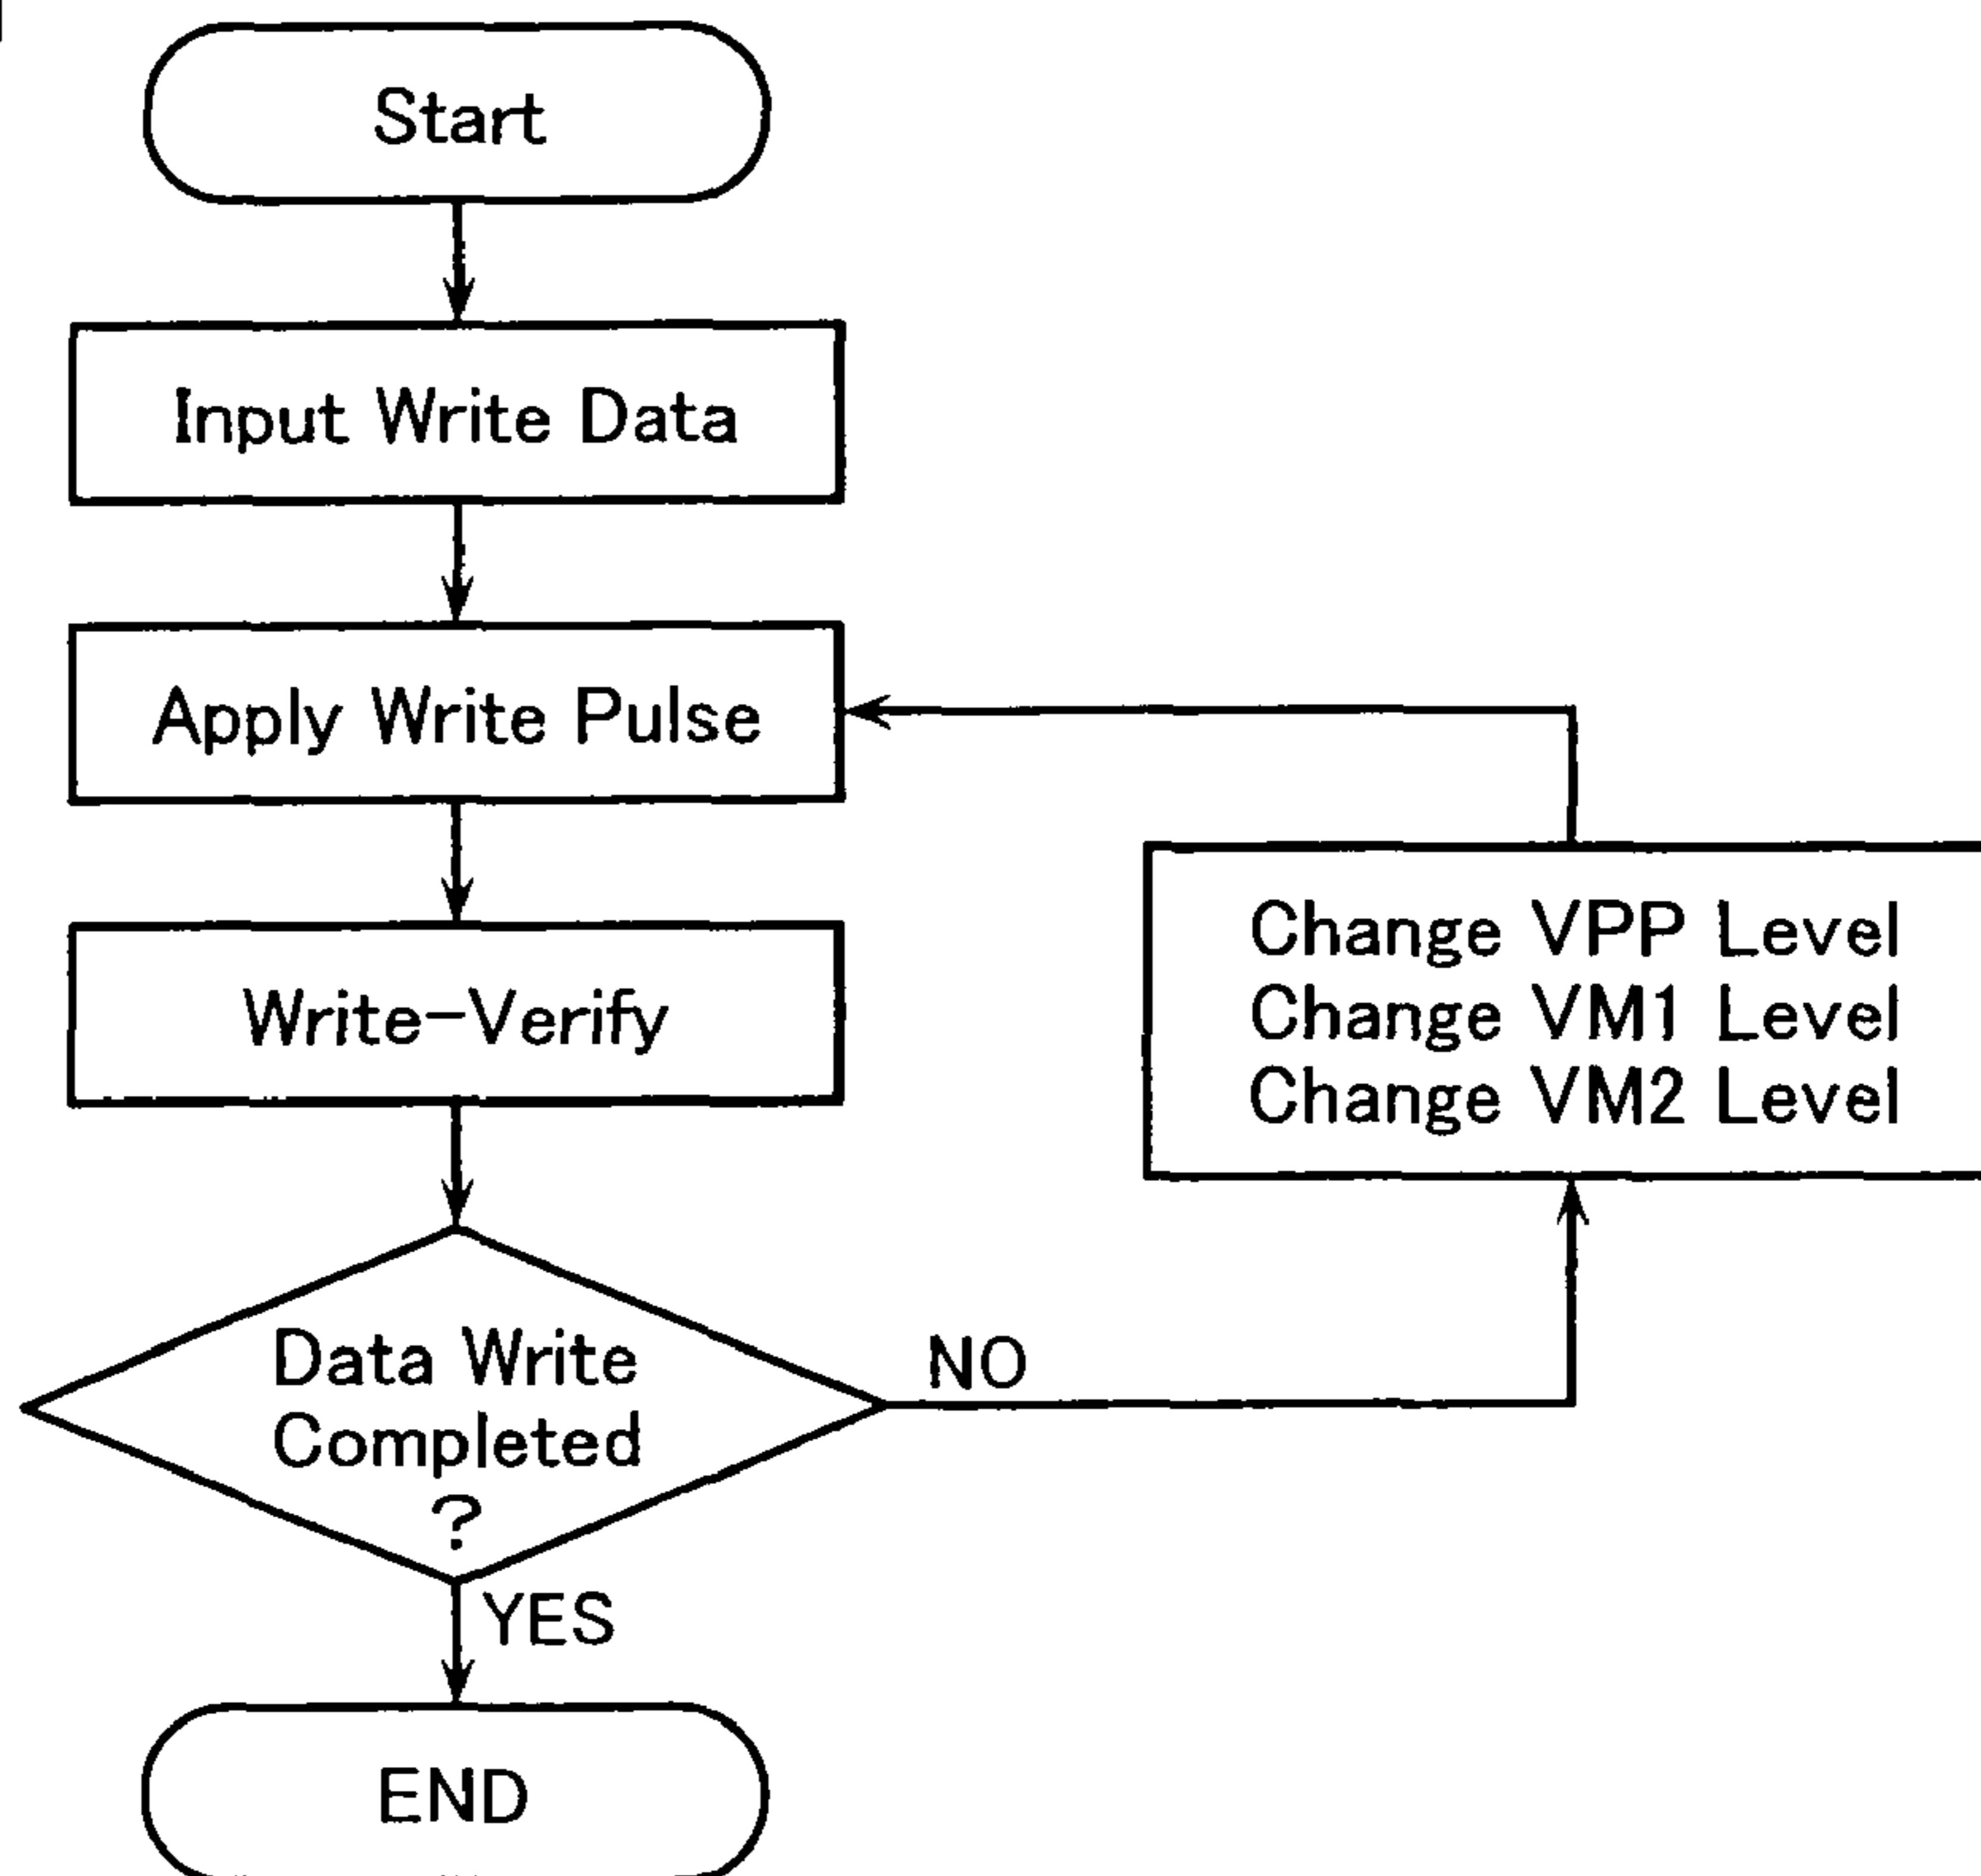 Start
Input Write Data
Apply Write Pulse
Write-Verify
Change VPP Level
Change VM1 Level
Change VM2 Level
Data Write
Completed
?
NO
YES
END